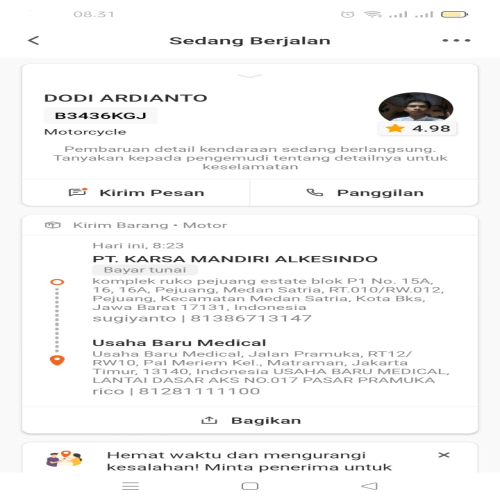 08.31
Sedang Berjalan
DODI ARDIANTO
B3436KGJ
Motorcycle
4.98
Pembaruan detail kendaraan sedang berlangsung.
Tanyakan kepada pengemudi tentang detailnya untuk
keselamatan
Kirim Pesan
Panggilan
Kirim Barang • Motor
Hari ini, 8:23
PT. KARSA MANDIRI ALKESINDO
Bayar tunai
komplek ruko pejuang estate blok P1 No. 15A,
16, 16A, Pejuang, Medan Satria, RT.010/RW.012,
Pejuang, Kecamatan Medan Satria, Kota Bks,
Jawa Barat 17131, Indonesia
sugiyanto | 81386713147
Usaha Baru Medical
Usaha Baru Medical, Jalan Pramuka, RT12/
RW10, Pal Meriem Kel., Matraman, Jakarta
Timur, 13140, Indonesia USAHA BARU MEDICAL,
LANTAI DASAR AKS NO.017 PASAR PRAMUKA
rico | 81281111100
Bagikan
Hemat waktu dan mengurangi
kesalahan! Minta penerima untuk